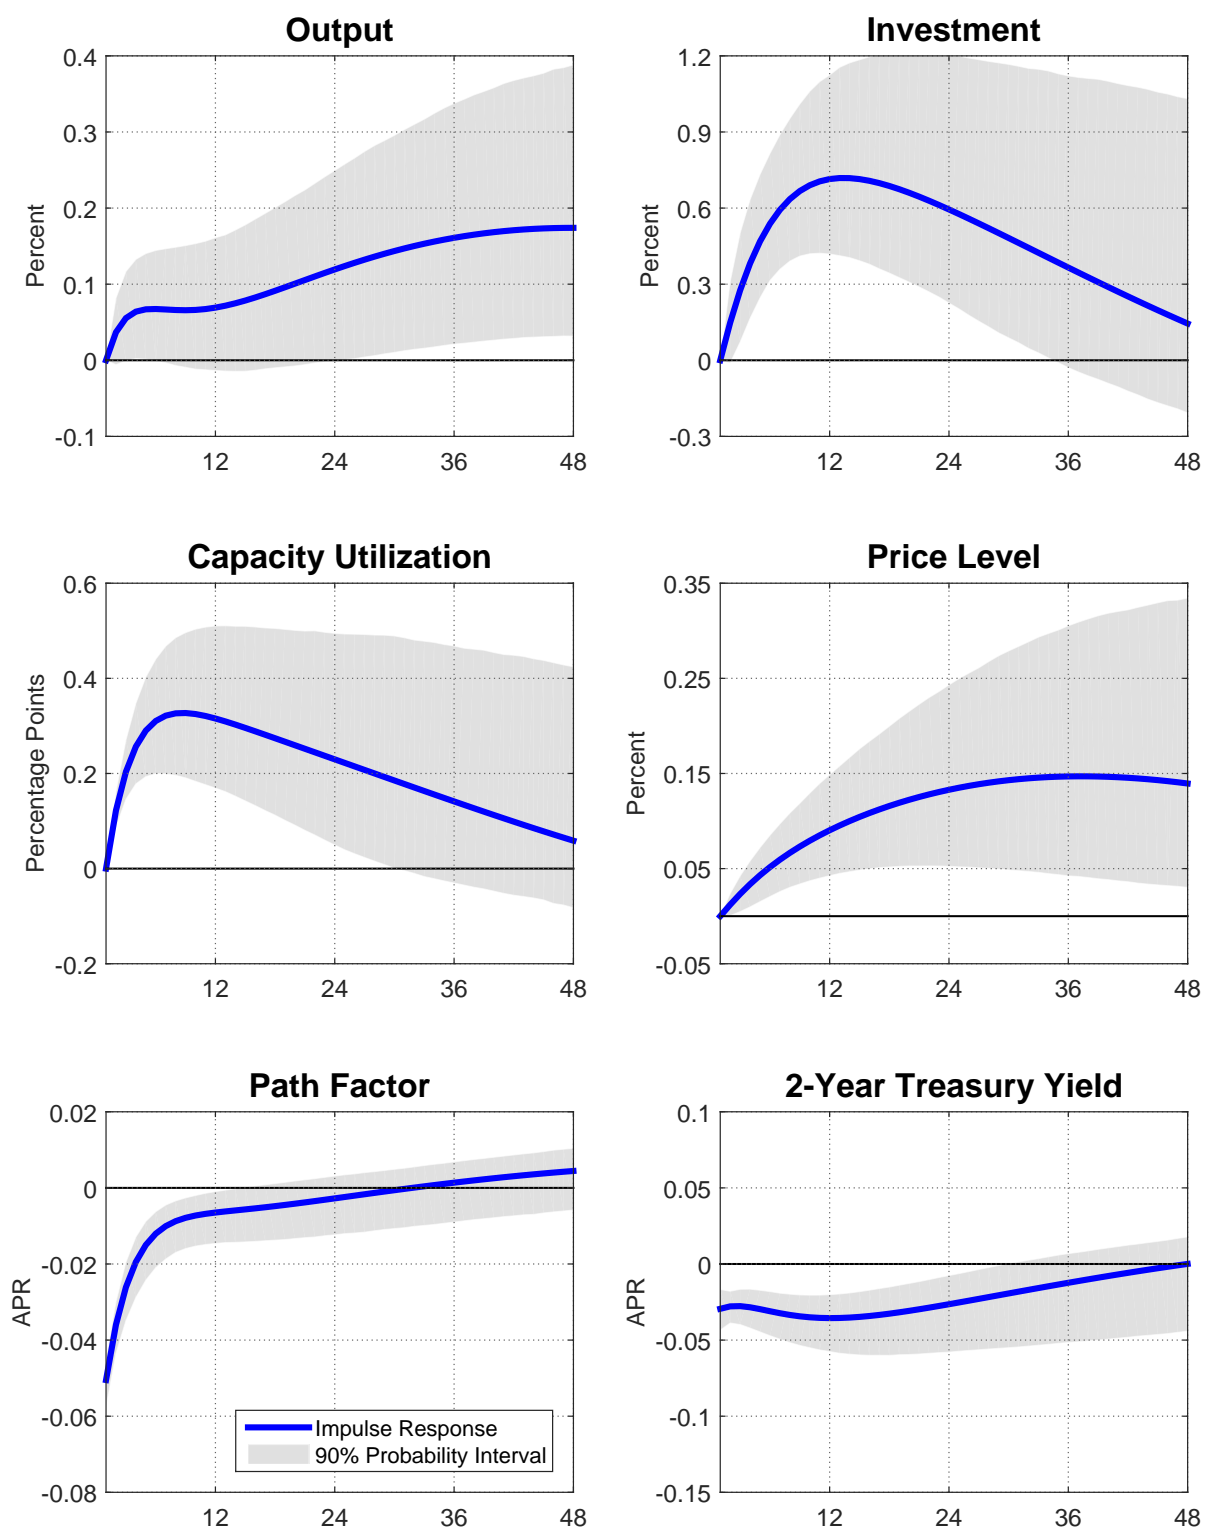 Output
Percent
0.4
0.3
0.2
0.1
0
-0.1
12 24 36 48
Investment
Percent
1.2
0.9
0.6
0.3
0
-0.3
12 24 36 48
Capacity Utilization
Percentage Points
0.6
0.4
0.2
0
-0.2
12 24 36 48
Price Level
Percent
0.35
0.25
0.15
0.05
-0.05
12 24 36 48
Path Factor
APR
0.02
0
-0.02
-0.04
-0.06
-0.08
Impulse Response
90% Probability Interval
12 24 36 48
2-Year Treasury Yield
APR
0.1
0.05
0
-0.05
-0.1
-0.15
12 24 36 48